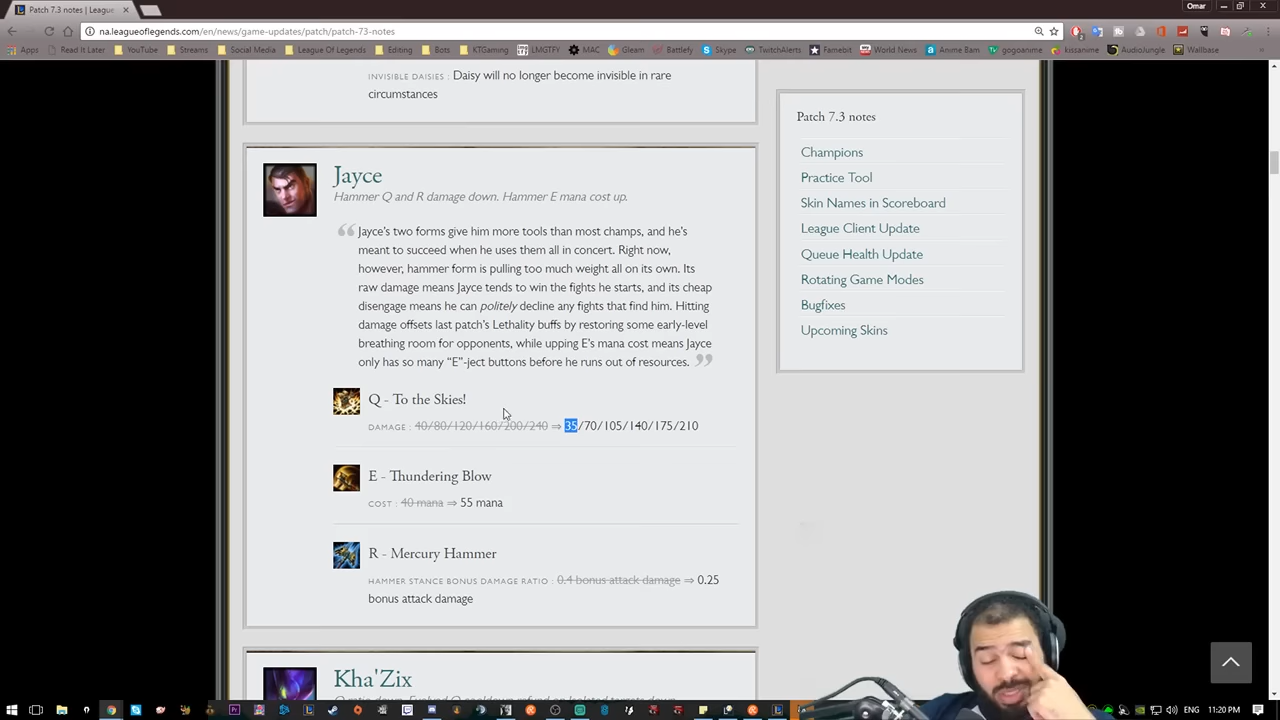 Patch 7.3 notes | League
Omar
na.leagueoflegends.com/en/news/game-updates/patch/patch-73-notes
Apps Read It Later YouTube Streams Social Media League Of Legends Editing Bots KTGaming LMGTFY MAC Gleam Battlefy Skype TwitchAlerts Famebit World News Anime Bam gogoanime kissanime AudioJungle Wallbase
INVISIBLE DAISIES : Daisy will no longer become invisible in rare
circumstances
Jayce
Hammer Q and R damage down. Hammer E mana cost up.
Jayce's two forms give him more tools than most champs, and he's
meant to succeed when he uses them all in concert. Right now,
however, hammer form is pulling too much weight all on its own. Its
raw damage means Jayce tends to win the fights he starts, and its cheap
disengage means he can politely decline any fights that find him. Hitting
damage offsets last patch's Lethality buffs by restoring some early-level
breathing room for opponents, while upping E's mana cost means Jayce
only has so many "E"-ject buttons before he runs out of resources.
Q - To the Skies!
DAMAGE : 40/80/120/160/200/240 ⇒ 35/70/105/140/175/210
E - Thundering Blow
COST : 40 mana ⇒ 55 mana
R - Mercury Hammer
HAMMER STANCE BONUS DAMAGE RATIO : 0.4 bonus attack damage ⇒ 0.25
bonus attack damage
Kha'Zix
Patch 7.3 notes
Champions
Practice Tool
Skin Names in Scoreboard
League Client Update
Queue Health Update
Rotating Game Modes
Bugfixes
Upcoming Skins
ENG 11:20 PM